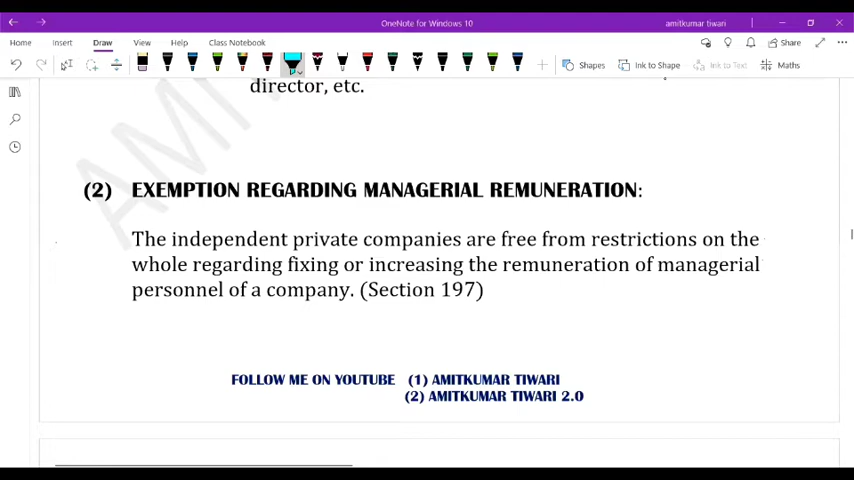 OneNote for Windows 10
amitkumar tiwari
Home Insert Draw View Help Class Notebook
Share
Shapes Ink to Shape Ink to Text Maths
director, etc.
(2) EXEMPTION REGARDING MANAGERIAL REMUNERATION:
The independent private companies are free from restrictions on the
whole regarding fixing or increasing the remuneration of managerial
personnel of a company. (Section 197)
FOLLOW ME ON YOUTUBE (1) AMITKUMAR TIWARI
(2) AMITKUMAR TIWARI 2.0